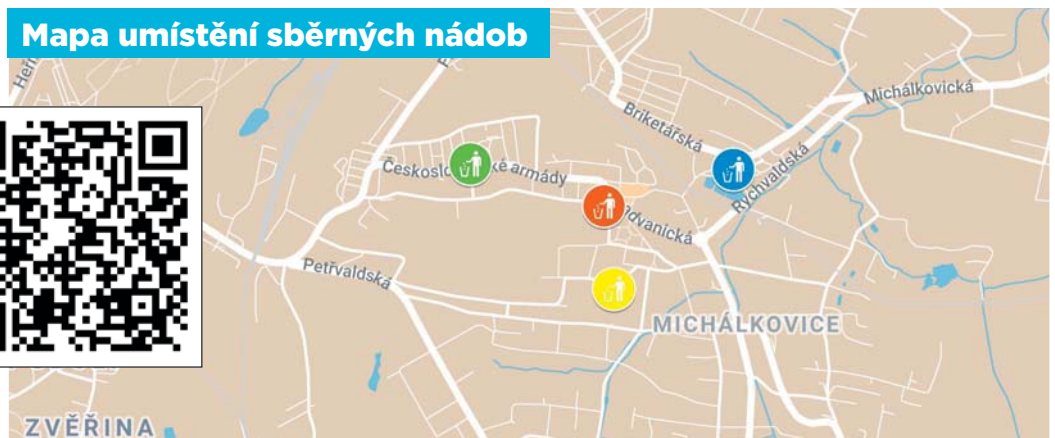 Mapa umístění sběrných nádob
Michálkovická
Briketářská
Rychvaldská
Petřvaldská
MICHÁLKOVICE
ZVĚŘINA
armády